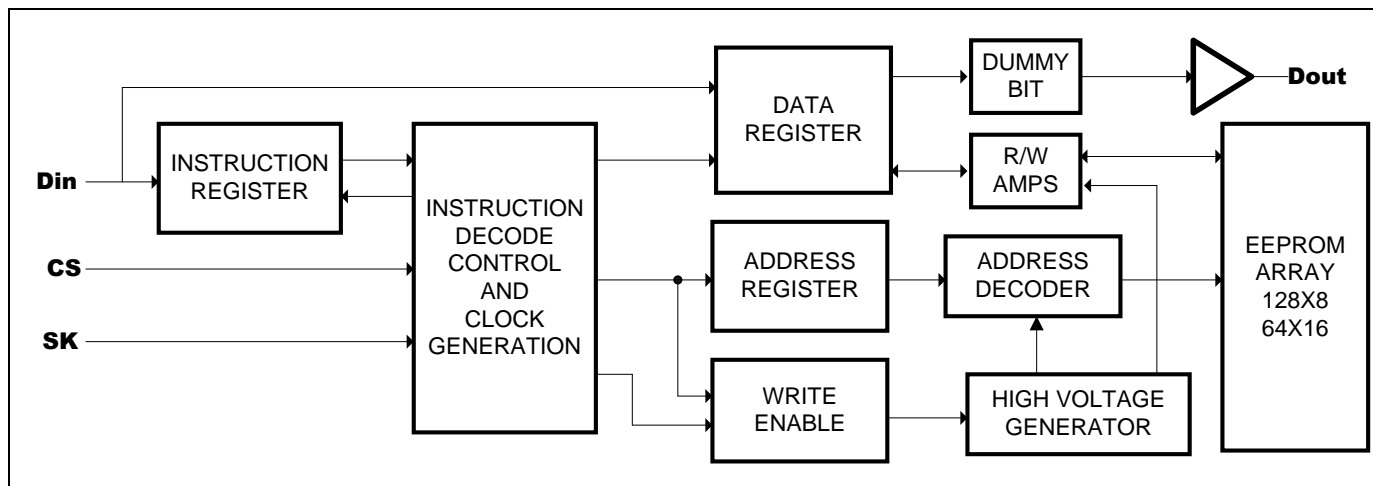 DUMMY
BIT
Dout
DATA
REGISTER
Din
INSTRUCTION
REGISTER
R/W
AMPS
CS
SK
INSTRUCTION
DECODE
CONTROL
AND
CLOCK
GENERATION
ADDRESS
REGISTER
ADDRESS
DECODER
EEPROM
ARRAY
128X8
64X16
WRITE
ENABLE
HIGH VOLTAGE
GENERATOR